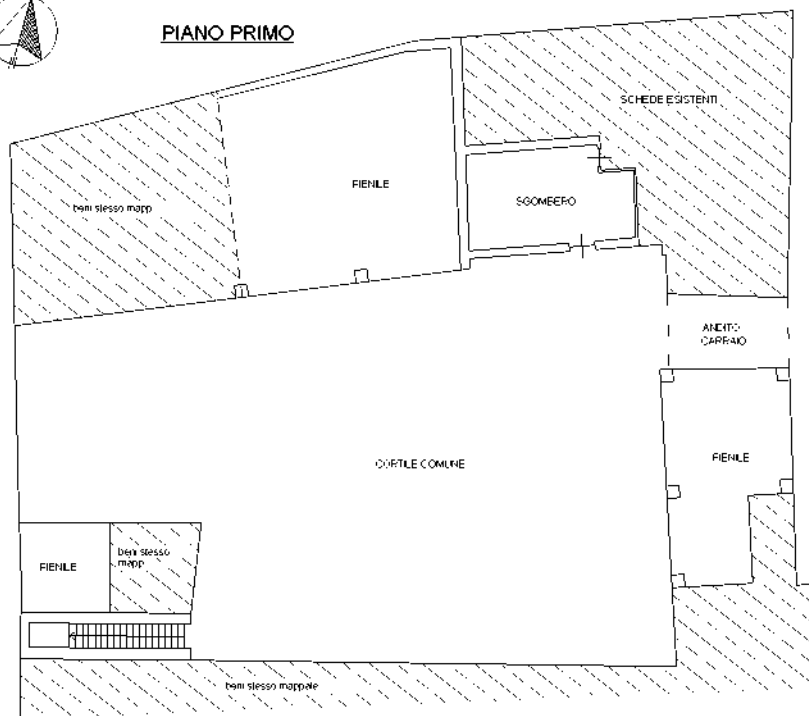 PIANO PRIMO
SCHEDE ESISTENTI
FIENILE
SGOMBERO
beni stesso mapp
ANDITO
CARRAIO
CORTILE COMUNE
FIENILE
beni stesso
mapp
FIENILE
beni stesso mappale